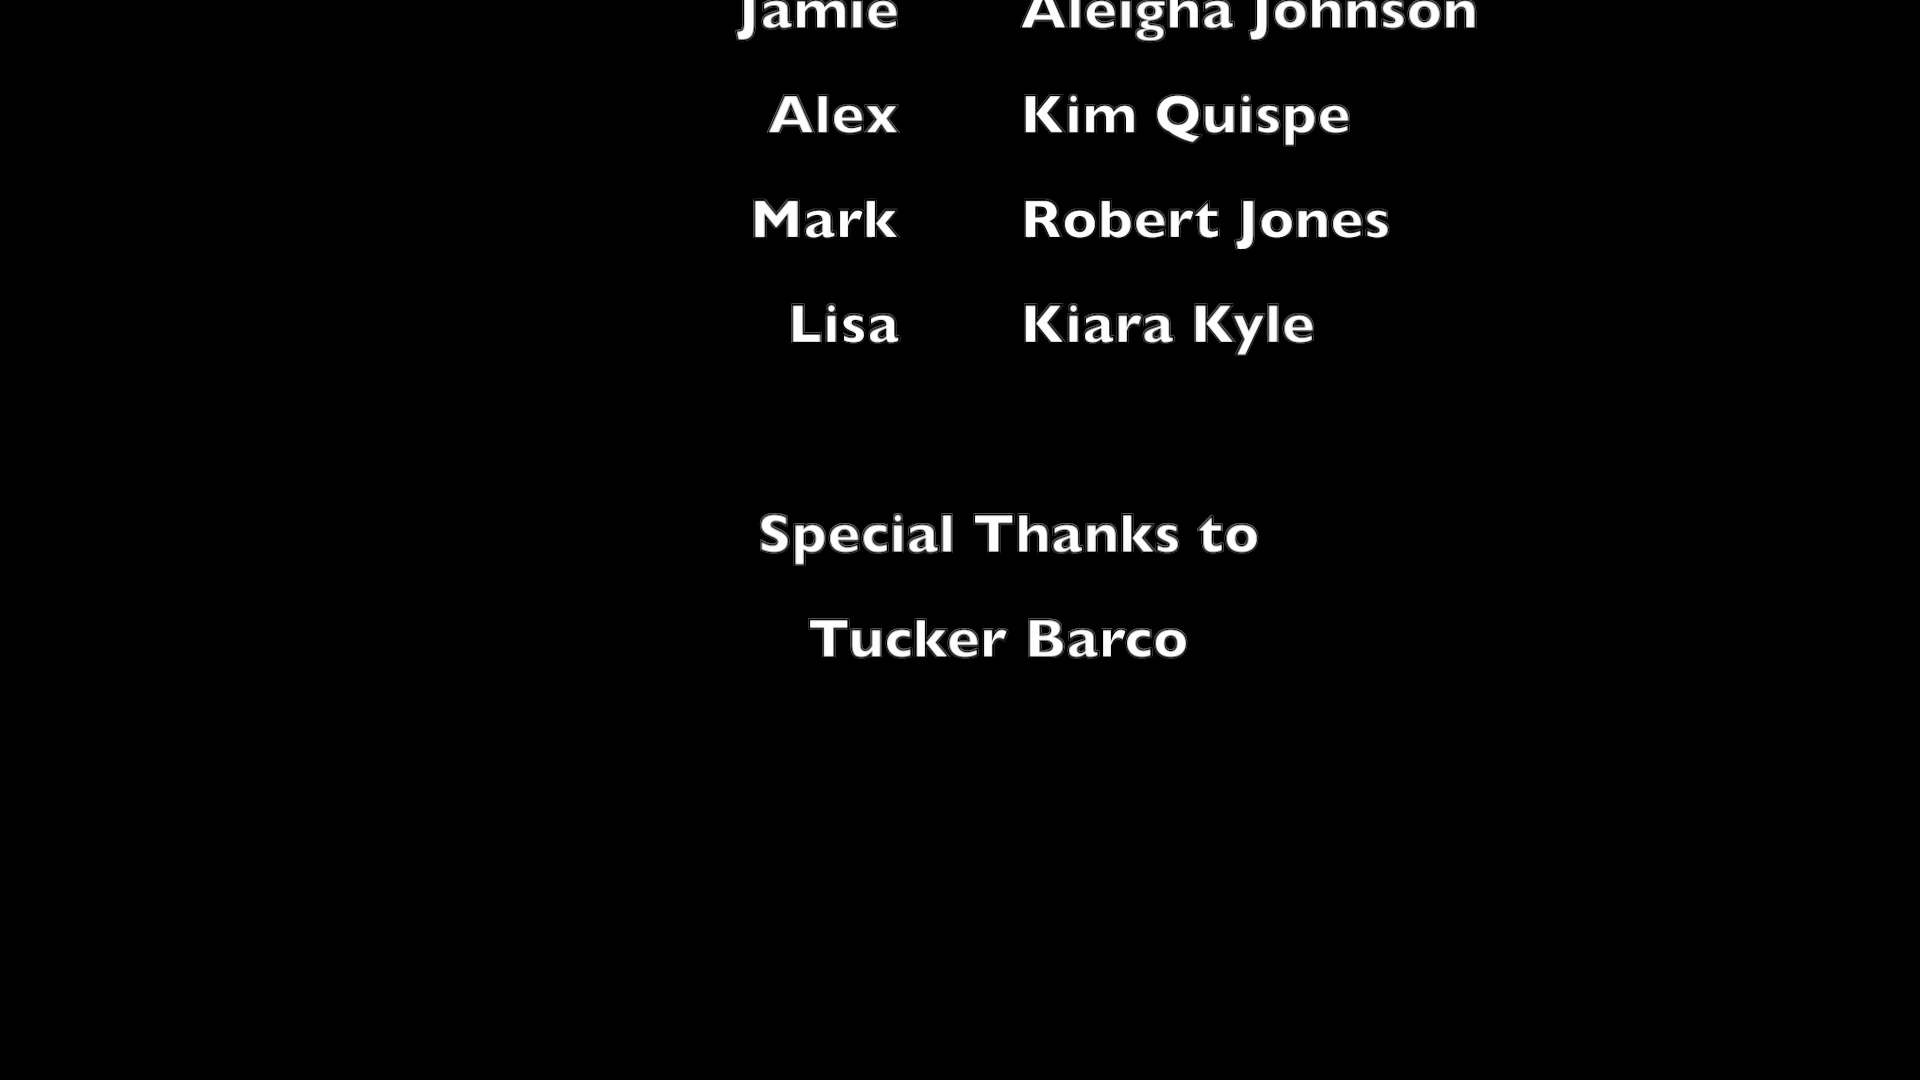 Jamie Aleigha Johnson
Alex Kim Quispe
Mark Robert Jones
Lisa Kiara Kyle
Special Thanks to
Tucker Barco